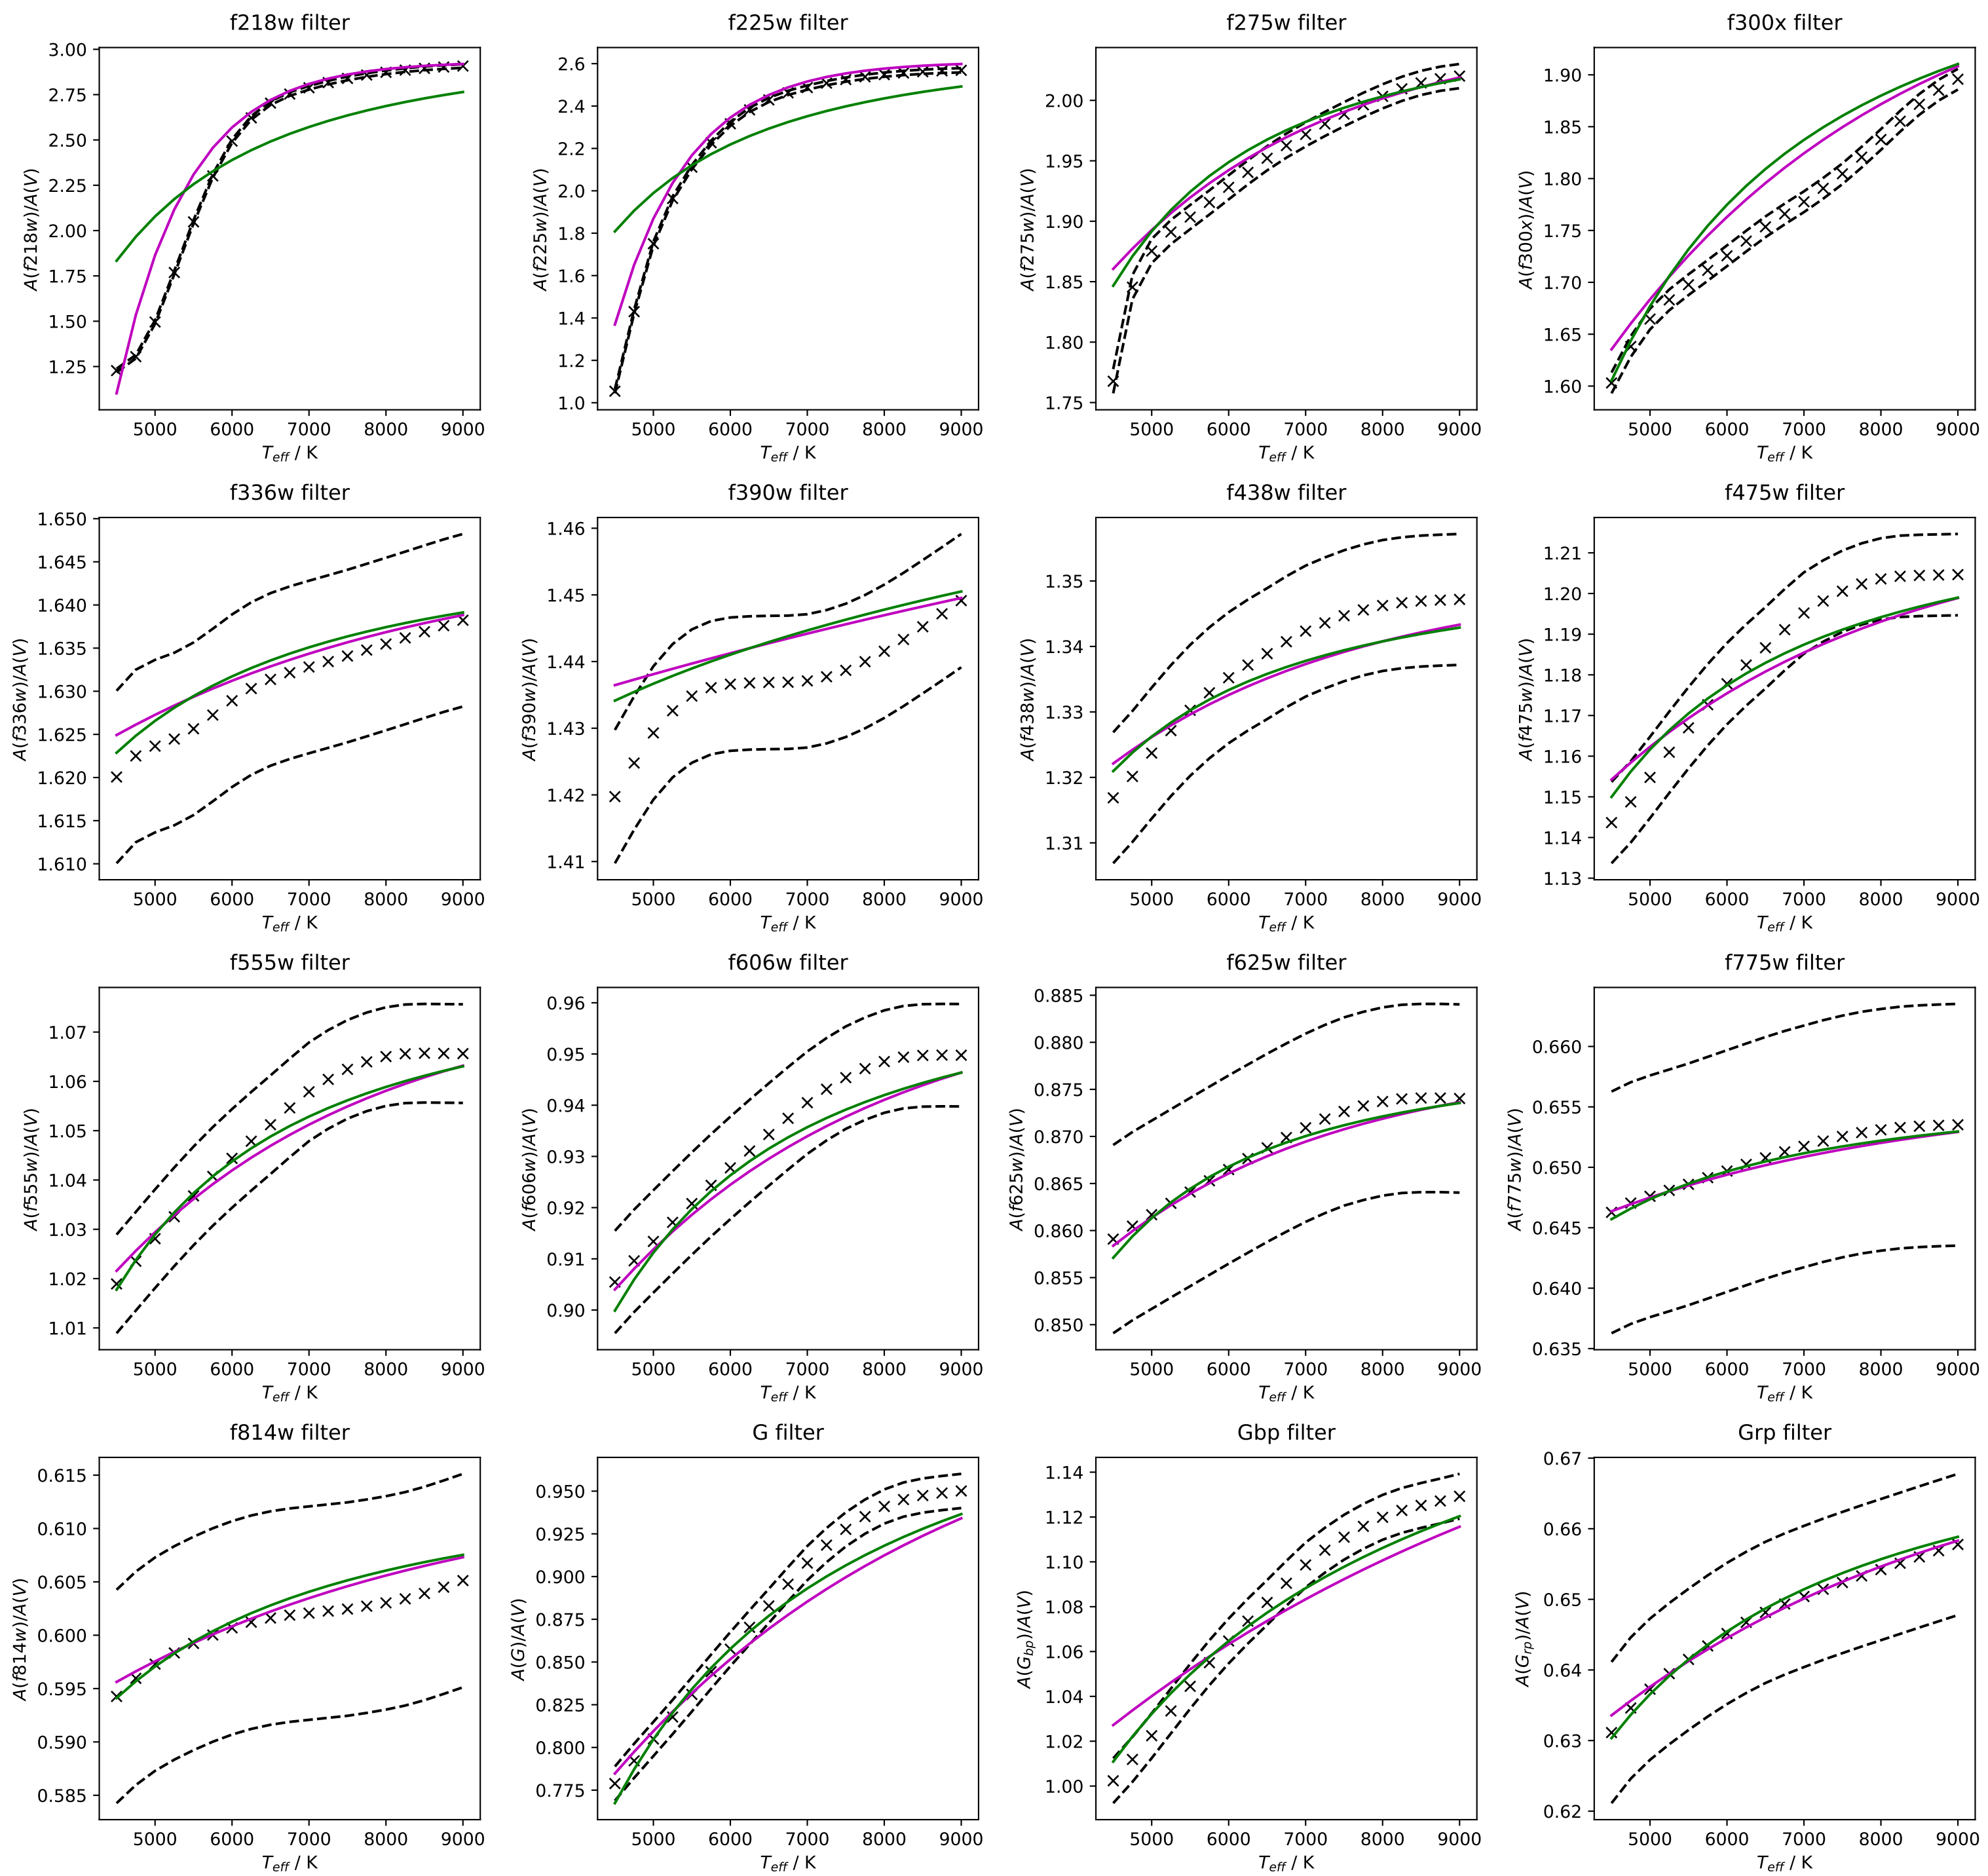 f218w filter
f225w filter
f275w filter
f300x filter
A(f218w)/A(V)
3.00
2.75
2.50
2.25
2.00
1.75
1.50
1.25
5000 6000 7000 8000 9000
T_eff / K
A(f225w)/A(V)
2.6
2.4
2.2
2.0
1.8
1.6
1.4
1.2
1.0
5000 6000 7000 8000 9000
T_eff / K
A(f275w)/A(V)
2.00
1.95
1.90
1.85
1.80
1.75
5000 6000 7000 8000 9000
T_eff / K
A(f300x)/A(V)
1.90
1.85
1.80
1.75
1.70
1.65
1.60
5000 6000 7000 8000 9000
T_eff / K
f336w filter
f390w filter
f438w filter
f475w filter
A(f336w)/A(V)
1.650
1.645
1.640
1.635
1.630
1.625
1.620
1.615
1.610
5000 6000 7000 8000 9000
T_eff / K
A(f390w)/A(V)
1.46
1.45
1.44
1.43
1.42
1.41
5000 6000 7000 8000 9000
T_eff / K
A(f438w)/A(V)
1.35
1.34
1.33
1.32
1.31
5000 6000 7000 8000 9000
T_eff / K
A(f475w)/A(V)
1.21
1.20
1.19
1.18
1.17
1.16
1.15
1.14
1.13
5000 6000 7000 8000 9000
T_eff / K
f555w filter
f606w filter
f625w filter
f775w filter
A(f555w)/A(V)
1.07
1.06
1.05
1.04
1.03
1.02
1.01
5000 6000 7000 8000 9000
T_eff / K
A(f606w)/A(V)
0.96
0.95
0.94
0.93
0.92
0.91
0.90
5000 6000 7000 8000 9000
T_eff / K
A(f625w)/A(V)
0.885
0.880
0.875
0.870
0.865
0.860
0.855
0.850
5000 6000 7000 8000 9000
T_eff / K
A(f775w)/A(V)
0.660
0.655
0.650
0.645
0.640
0.635
5000 6000 7000 8000 9000
T_eff / K
f814w filter
G filter
Gbp filter
Grp filter
A(f814w)/A(V)
0.615
0.610
0.605
0.600
0.595
0.590
0.585
5000 6000 7000 8000 9000
T_eff / K
A(G)/A(V)
0.950
0.925
0.900
0.875
0.850
0.825
0.800
0.775
5000 6000 7000 8000 9000
T_eff / K
A(G_bp)/A(V)
1.14
1.12
1.10
1.08
1.06
1.04
1.02
1.00
5000 6000 7000 8000 9000
T_eff / K
A(G_rp)/A(V)
0.67
0.66
0.65
0.64
0.63
0.62
5000 6000 7000 8000 9000
T_eff / K